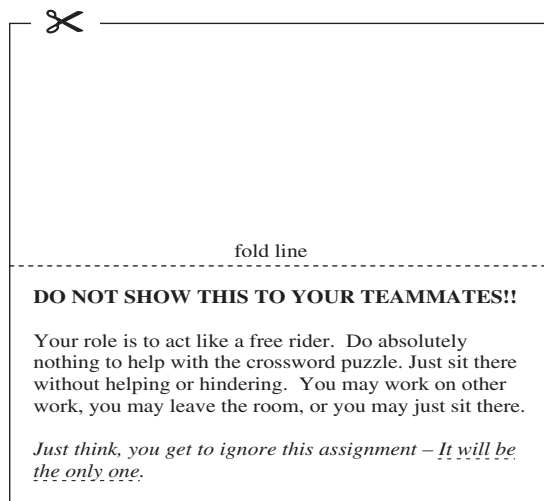 fold line
DO NOT SHOW THIS TO YOUR TEAMMATES!!
Your role is to act like a free rider.  Do absolutely
nothing to help with the crossword puzzle. Just sit there
without helping or hindering.  You may work on other
work, you may leave the room, or you may just sit there.
Just think, you get to ignore this assignment – It will be
the only one.